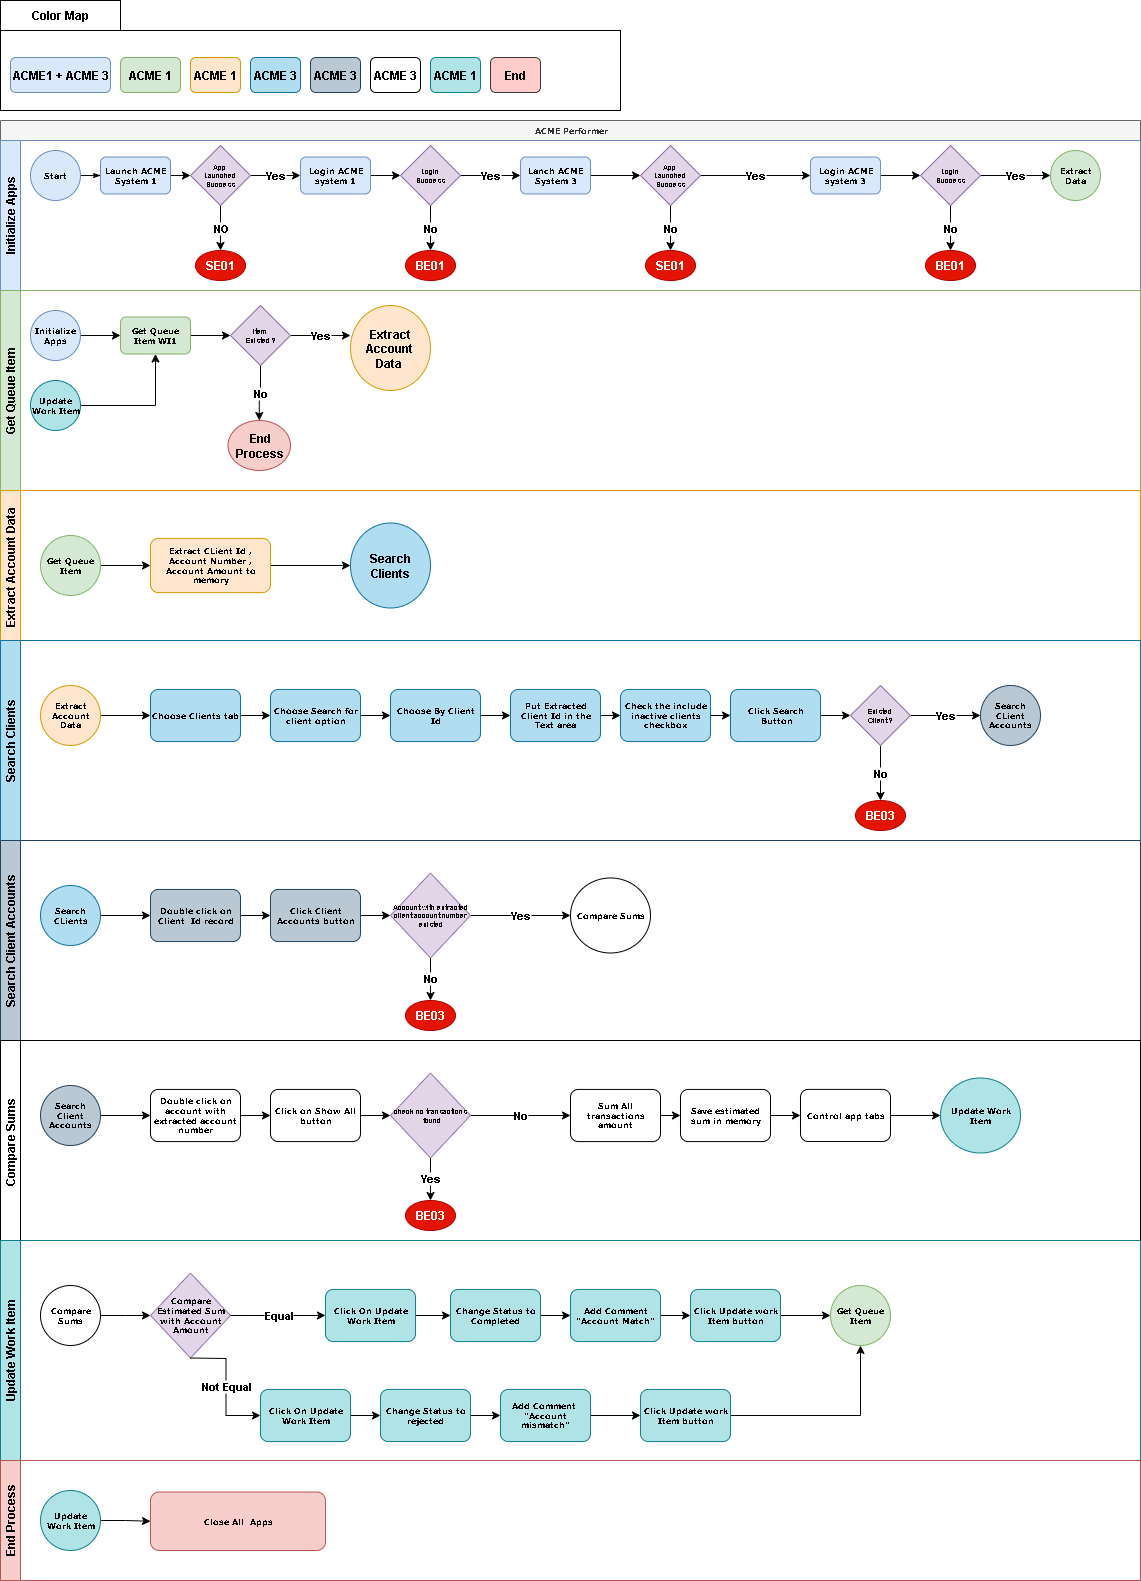 Color Map
ACME1 + ACME 3
ACME 1
ACME 1
ACME 3
ACME 3
ACME 3
ACME 1
End
ACME Performer
Initialize Apps
Start
Launch ACME
System 1
App
Launched
Success
Yes
Login ACME
system 1
Login
Success
Yes
Lanch ACME
System 3
App
Launched
Success
Yes
Login ACME
system 3
Login
Success
Yes
Extract
Data
NO
No
No
No
SE01
BE01
SE01
BE01
Get Queue Item
Initialize
Apps
Get Queue
Item WI1
Item
Existed ?
Yes
Extract
Account
Data
Update
Work Item
No
End
Process
Extract Account Data
Get Queue
Item
Extract CLient Id ,
Account Number ,
Account Amount to
memory
Search
Clients
Search Clients
Extract
Account
Data
Choose Clients tab
Choose Search for
client option
Choose By Client
Id
Put Extracted
Client Id in the
Text area
Check the include
inactive clients
checkbox
Click Search
Button
Existed
Client?
Yes
Search
CLient
Accounts
No
BE03
Search Client Accounts
Search
CLients
Double click on
Client  Id record
Click Client
Accounts button
Account with extracted
client account number
existed
Yes
Compare Sums
No
BE03
Compare Sums
Search
Client
Accounts
Double click on
account with
extracted account
number
Click on Show All
button
check no transactions
found
No
Sum All
transactions
amount
Save estimated
sum in memory
Control app tabs
Update Work
Item
Yes
BE03
Update Work Item
Compare
Sums
Compare
Estimated Sum
with Account
Amount
Equal
Click On Update
Work Item
Change Status to
Completed
Add Comment
"Account Match"
Click Update work
Item button
Get Queue
Item
Not Equal
Click On Update
Work Item
Change Status to
rejected
Add Comment
"Account
mismatch"
Click Update work
Item button
End Process
Update
Work Item
Close All  Apps